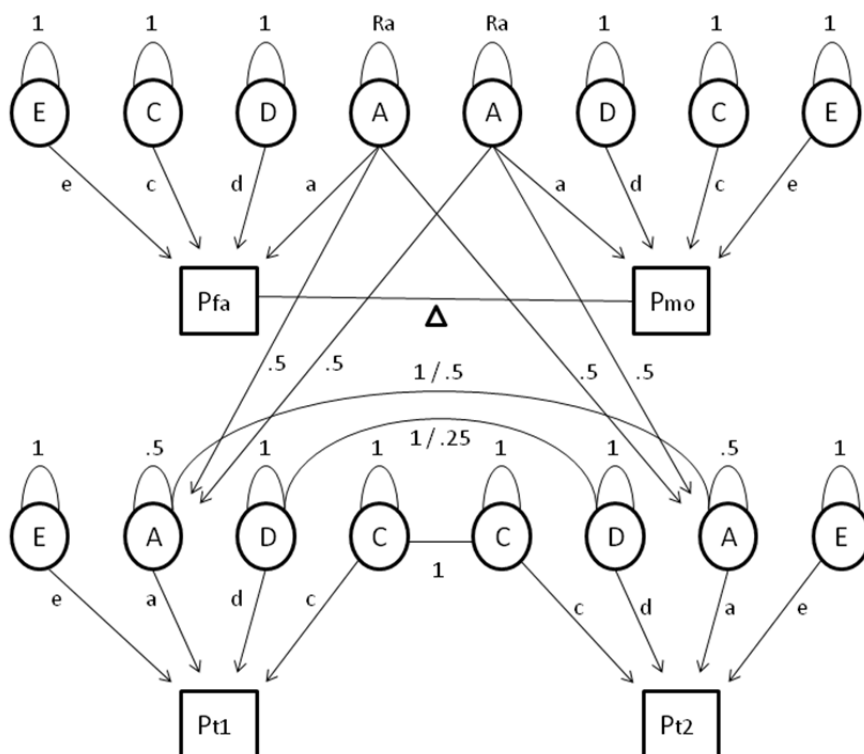 1 1 1 Ra Ra 1 1 1
E C D A A D C E
e c d a a d c e
Pfa Pmo
Δ
.5 .5 .5 .5
1 / .5
1 / .25
1 .5 1 1 1 1 .5 1
E A D C C D A E
1
e a d c c d a e
Pt1 Pt2